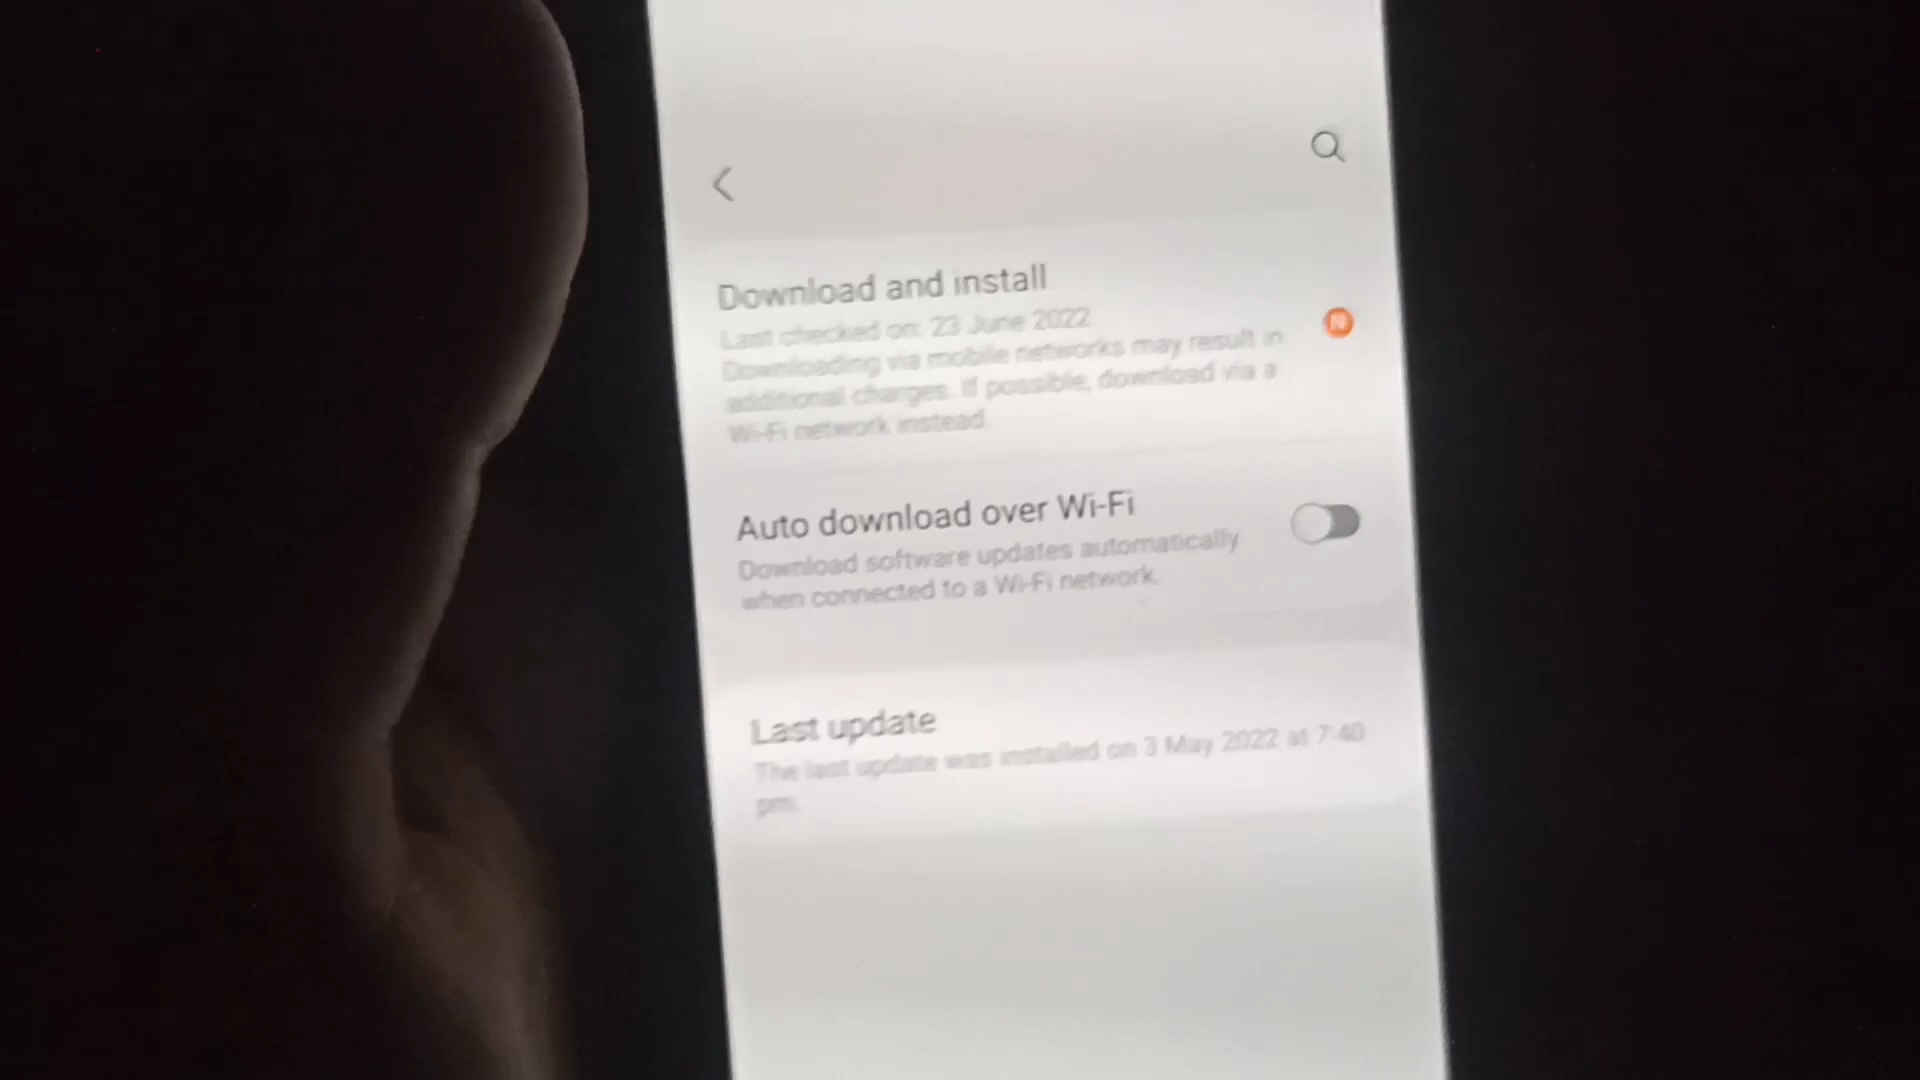 Download and install
Last checked on: 23 June 2022
Downloading via mobile networks may result in
additional charges. If possible, download via a
Wi-Fi network instead.
N
Auto download over Wi-Fi
Download software updates automatically
when connected to a Wi-Fi network.
Last update
The last update was installed on 3 May 2022 at 7:40
pm.